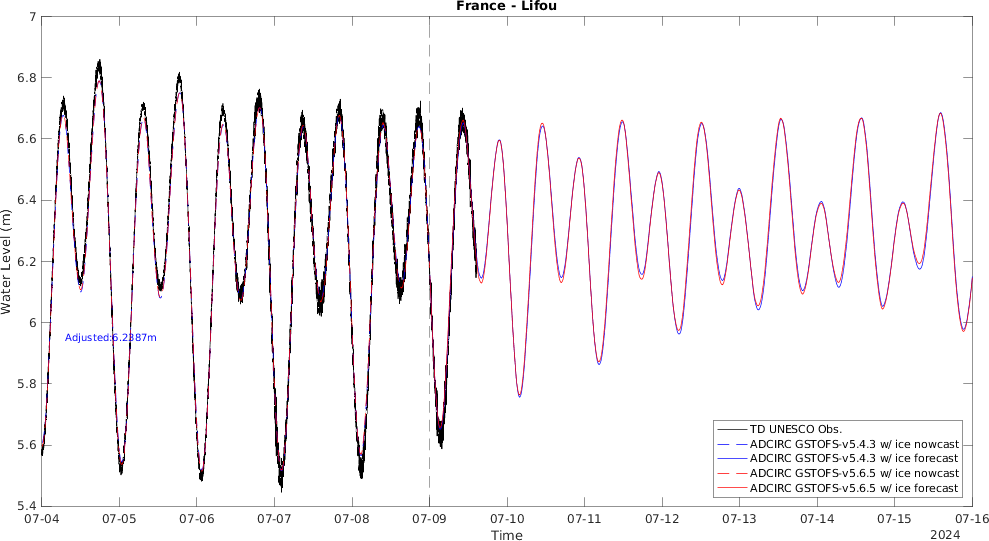 France - Lifou
7
6.8
6.6
6.4
6.2
6
5.8
5.6
5.4
Water Level (m)
Adjusted:6.2387m
TD UNESCO Obs.
ADCIRC GSTOFS-v5.4.3 w/ ice nowcast
ADCIRC GSTOFS-v5.4.3 w/ ice forecast
ADCIRC GSTOFS-v5.6.5 w/ ice nowcast
ADCIRC GSTOFS-v5.6.5 w/ ice forecast
07-04 07-05 07-06 07-07 07-08 07-09 07-10 07-11 07-12 07-13 07-14 07-15 07-16
Time
2024